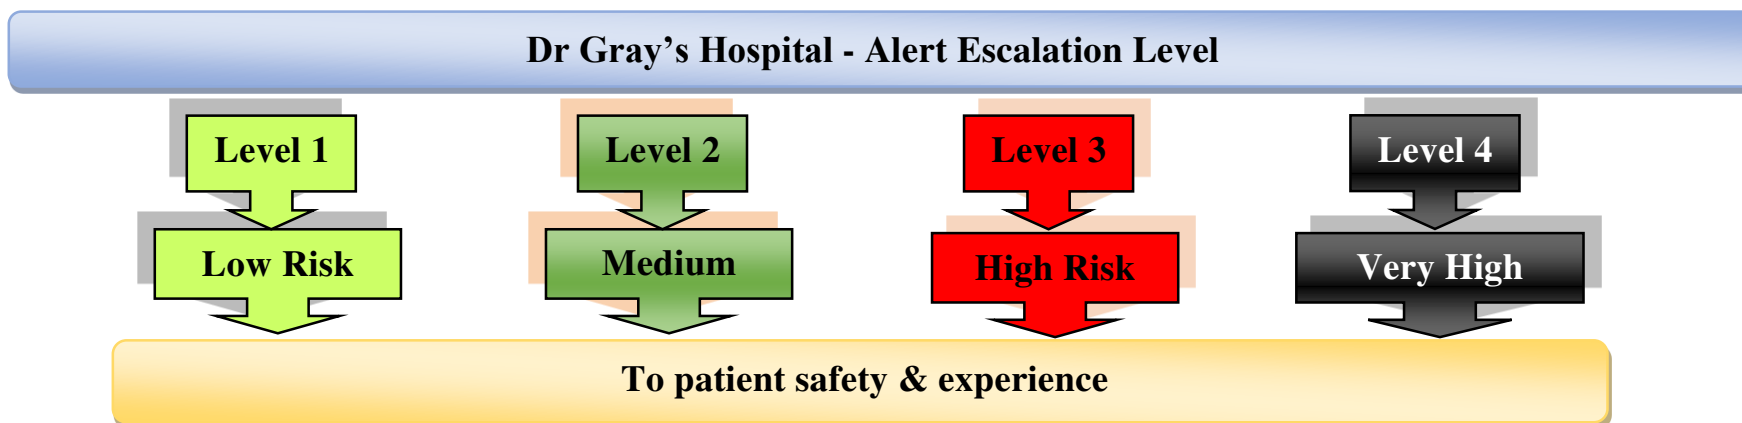 Dr Gray’s Hospital - Alert Escalation Level
Level 1
Level 2
Level 3
Level 4
Low Risk
Medium
High Risk
Very High
To patient safety & experience